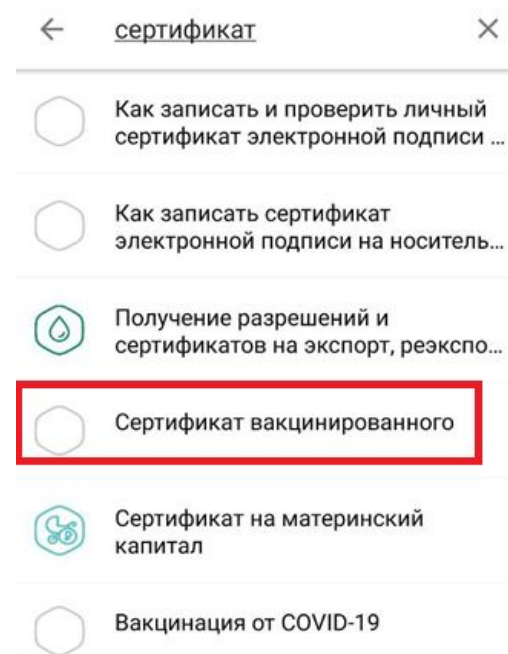 сертификат
Как записать и проверить личный
сертификат электронной подписи ...
Как записать сертификат
электронной подписи на носитель...
Получение разрешений и
сертификатов на экспорт, реэкспо...
Сертификат вакцинированного
Сертификат на материнский
капитал
Вакцинация от COVID-19